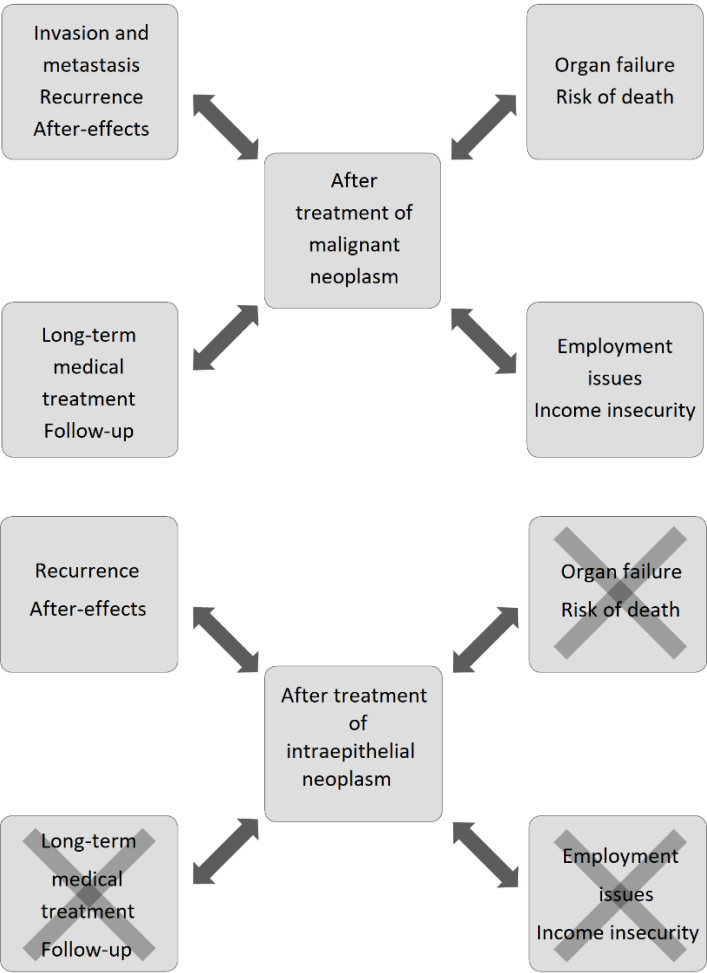 Invasion and
metastasis
Recurrence
After-effects
Organ failure
Risk of death
After
treatment of
malignant
neoplasm
Long-term
medical
treatment
Follow-up
Employment
issues
Income insecurity
Recurrence
After-effects
Organ failure
Risk of death
After treatment
of
intraepithelial
neoplasm
Long-term
medical
treatment
Follow-up
Employment
issues
Income insecurity